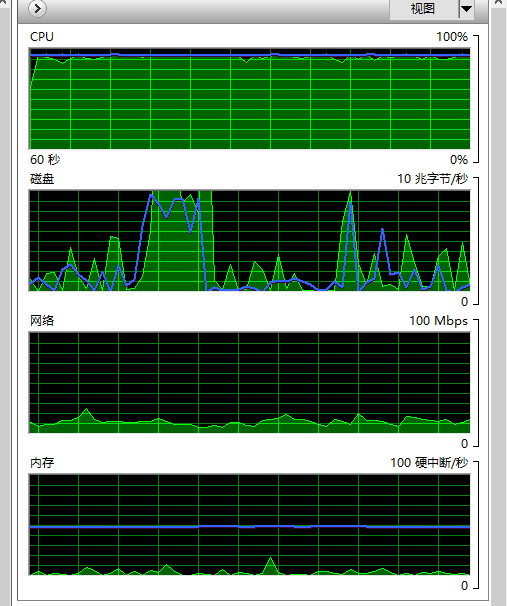 视图
CPU 100%
60 秒 0%
磁盘 10 兆字节/秒
0
网络 100 Mbps
0
内存 100 硬中断/秒
0